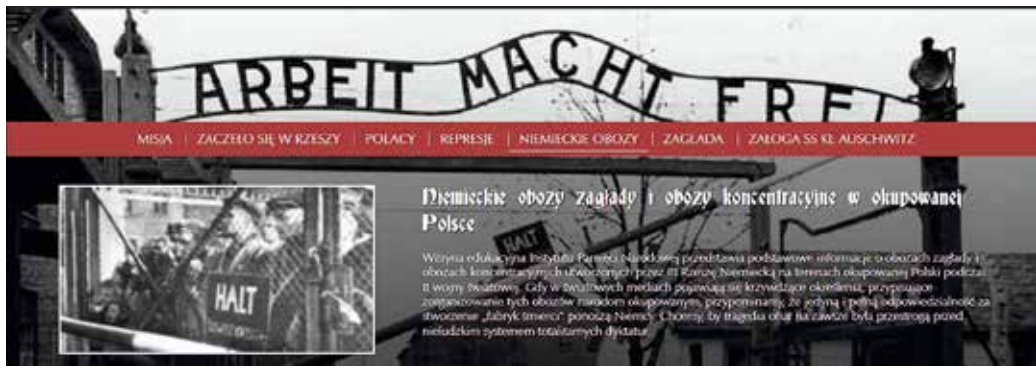 ARBEIT MACHT FREI
MISJA | ZACZĘŁO SIĘ W RZESZY | POLACY | REPRESJE | NIEMIECKIE OBOZY | ZAGŁADA | ZAŁOGA SS KL AUSCHWITZ
Niemieckie obozy zagłady i obozy koncentracyjne w okupowanej
Polsce
HALT
HALT
Witryna edukacyjna Instytutu Pamięci Narodowej przedstawia podstawowe informacje o obozach zagłady i
obozach koncentracyjnych utworzonych przez III Rzeszę Niemiecką na terenach okupowanej Polski podczas
II wojny światowej. Gdy w światowych mediach pojawiają się krzywdzące określenia, przypisujące
zorganizowanie tych obozów narodom okupowanym, przypominamy, że jedyną i pełną odpowiedzialność za
stworzenie „fabryk śmierci” ponoszą Niemcy. Chcemy, by tragedia ofiar na zawsze była przestrogą przed
nieludzkim systemem totalitarnych dyktatur.